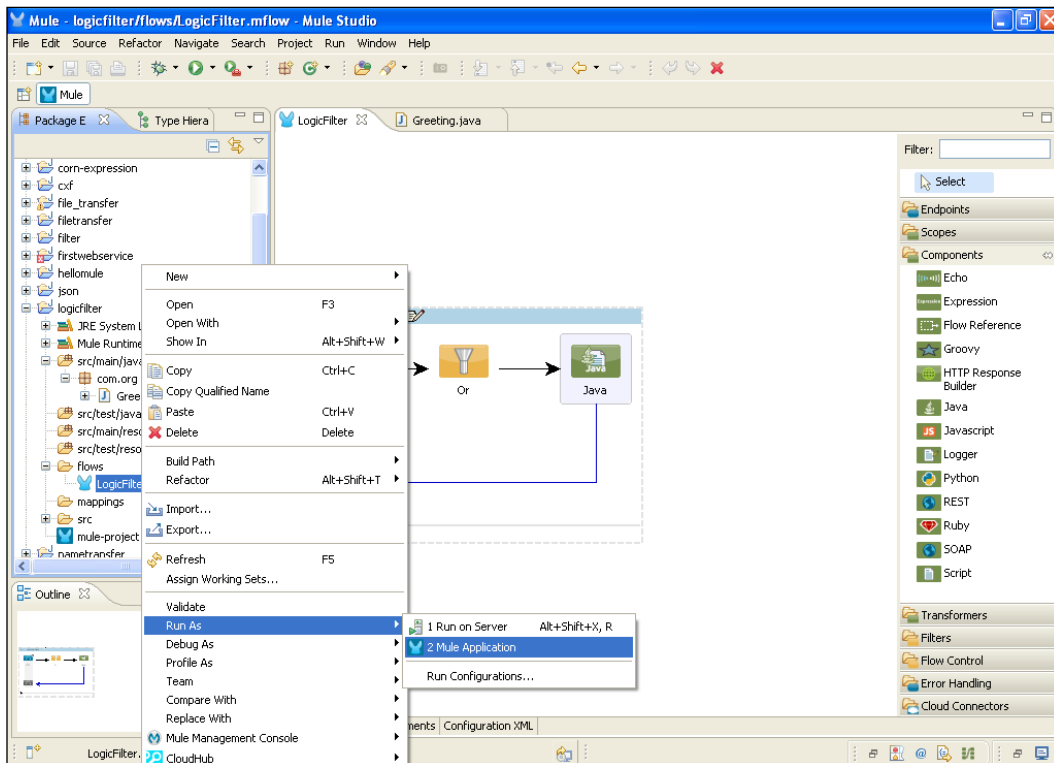 Mule - logicfilter/flows/LogicFilter.mflow - Mule Studio
File Edit Source Refactor Navigate Search Project Run Window Help
Mule
Package E
Type Hiera
LogicFilter
Greeting.java
corn-expression
cxf
file_transfer
filetransfer
filter
firstwebservice
hellomule
json
logicfilter
JRE System L
Mule Runtime
src/main/java
com.org
Gree
src/test/java
src/main/reso
src/test/reso
flows
LogicFilte
mappings
src
mule-project
nametransfer
Outline
LogicFilter.
New
Open F3
Open With
Show In Alt+Shift+W
Copy Ctrl+C
Copy Qualified Name
Paste Ctrl+V
Delete Delete
Build Path
Refactor Alt+Shift+T
Import...
Export...
Refresh F5
Assign Working Sets...
Validate
Run As
Debug As
Profile As
Team
Compare With
Replace With
Mule Management Console
CloudHub
1 Run on Server Alt+Shift+X, R
2 Mule Application
Run Configurations...
Or
Java
Java
ments
Configuration XML
Filter:
Select
Endpoints
Scopes
Components
Echo
Expression
Flow Reference
Groovy
HTTP Response
Builder
Java
JS Javascript
Logger
Python
REST
Ruby
SOAP
Script
Transformers
Filters
Flow Control
Error Handling
Cloud Connectors